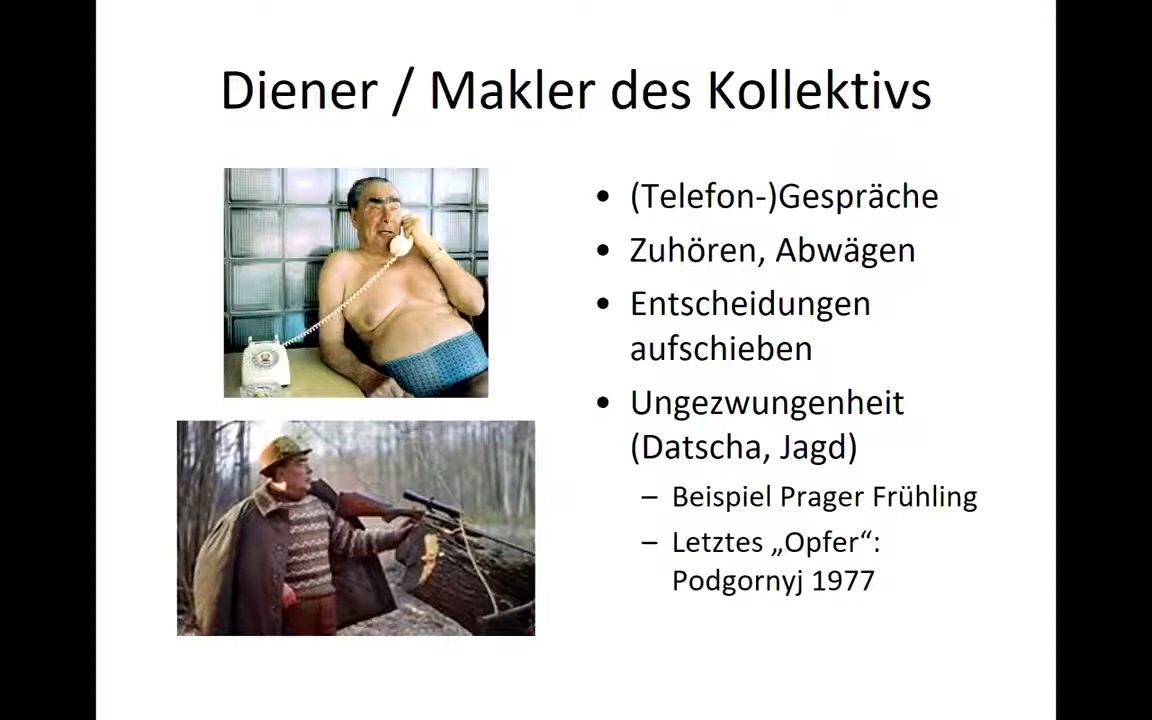 Diener / Makler des Kollektivs
• (Telefon-)Gespräche
• Zuhören, Abwägen
• Entscheidungen
aufschieben
• Ungezwungenheit
(Datscha, Jagd)
– Beispiel Prager Frühling
– Letztes „Opfer“:
Podgornyj 1977